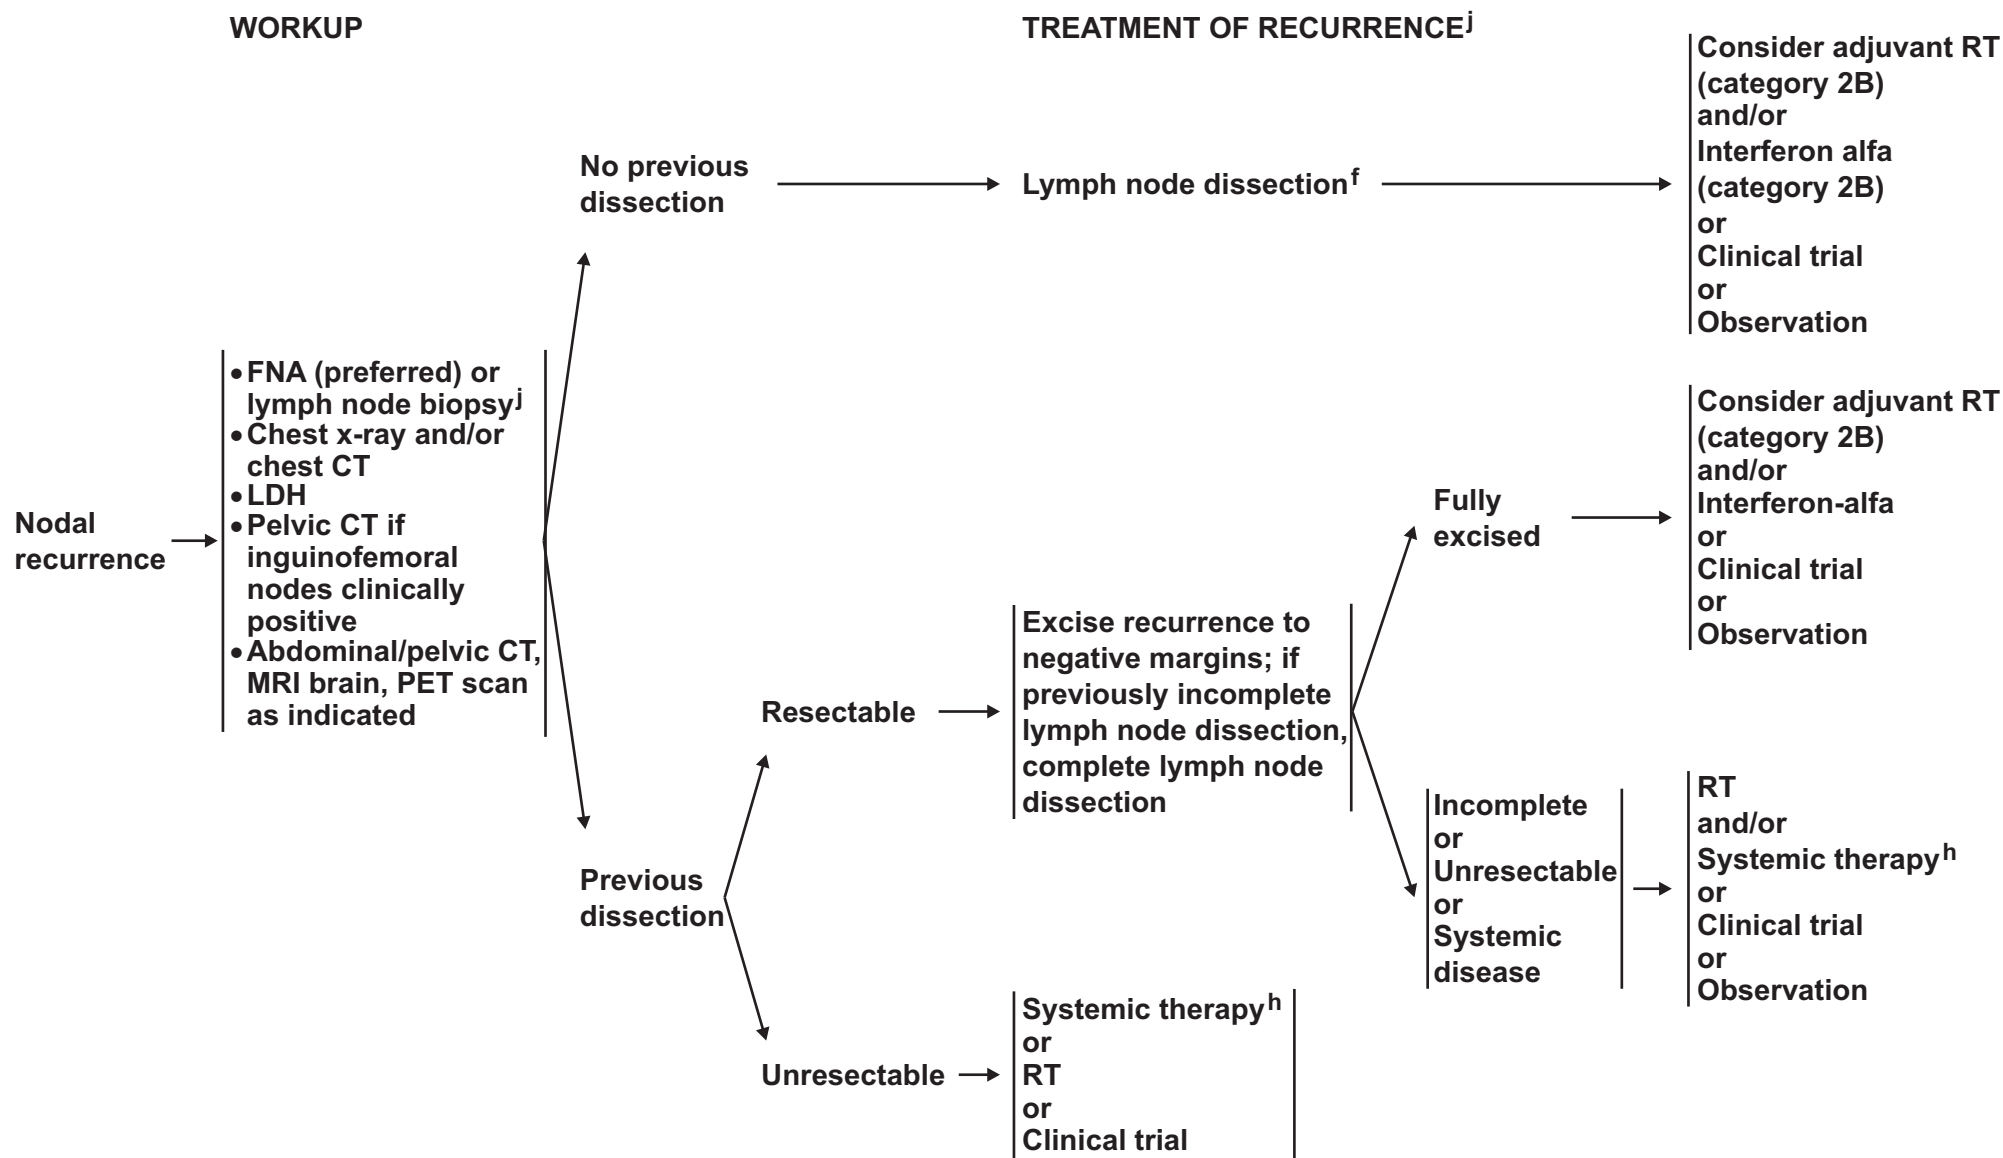 WORKUP
TREATMENT OF RECURRENCEj
Nodal
recurrence
•FNA (preferred) or
lymph node biopsyj
•Chest x-ray and/or
chest CT
•LDH
•Pelvic CT if
inguinofemoral
nodes clinically
positive
•Abdominal/pelvic CT,
MRI brain, PET scan
as indicated
No previous
dissection
Lymph node dissectionf
Consider adjuvant RT
(category 2B)
and/or
Interferon alfa
(category 2B)
or
Clinical trial
or
Observation
Previous
dissection
Resectable
Excise recurrence to
negative margins; if
previously incomplete
lymph node dissection,
complete lymph node
dissection
Fully
excised
Consider adjuvant RT
(category 2B)
and/or
Interferon-alfa
or
Clinical trial
or
Observation
Incomplete
or
Unresectable
or
Systemic
disease
RT
and/or
Systemic therapyh
or
Clinical trial
or
Observation
Unresectable
Systemic therapyh
or
RT
or
Clinical trial